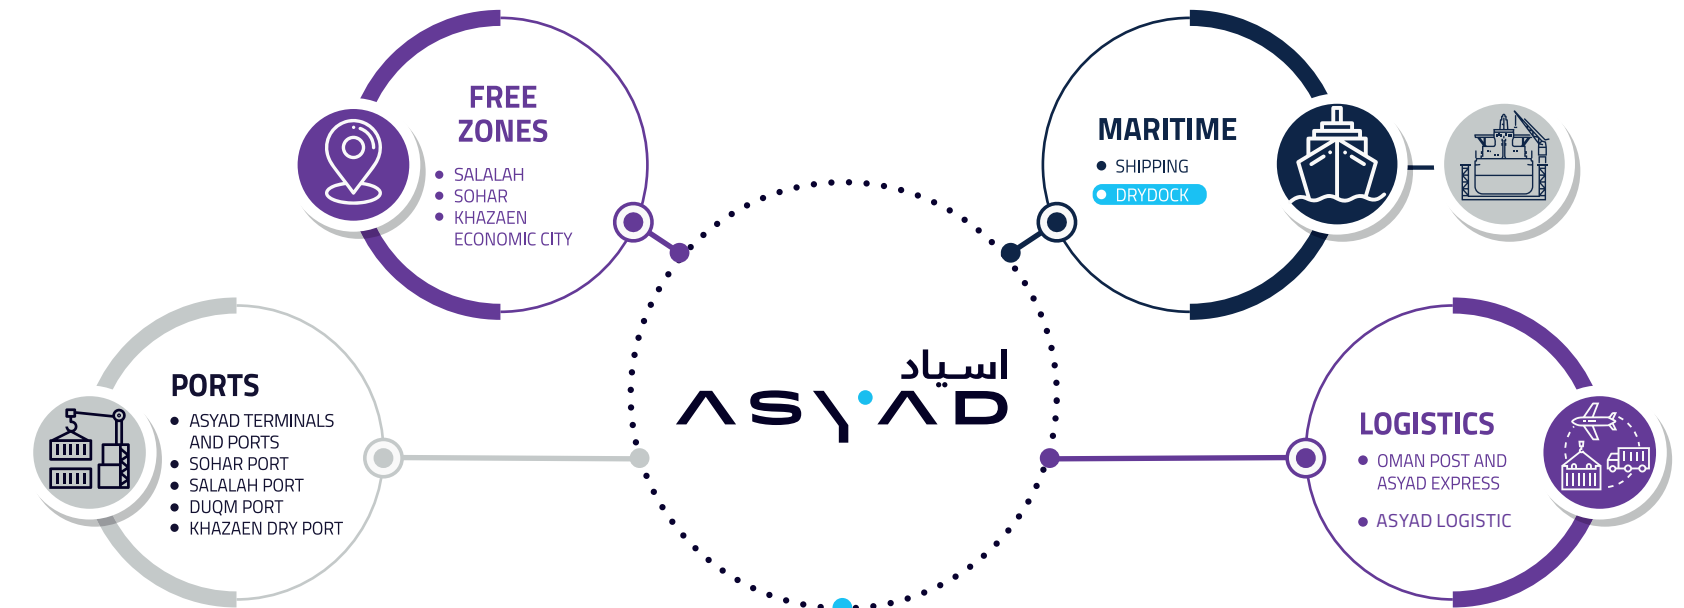 FREE
ZONES
SALALAH
SOHAR
KHAZAEN
ECONOMIC CITY
MARITIME
SHIPPING
DRYDOCK
PORTS
ASYAD TERMINALS
AND PORTS
SOHAR PORT
SALALAH PORT
DUQM PORT
KHAZAEN DRY PORT
اسياد
ASYAD
LOGISTICS
OMAN POST AND
ASYAD EXPRESS
ASYAD LOGISTIC